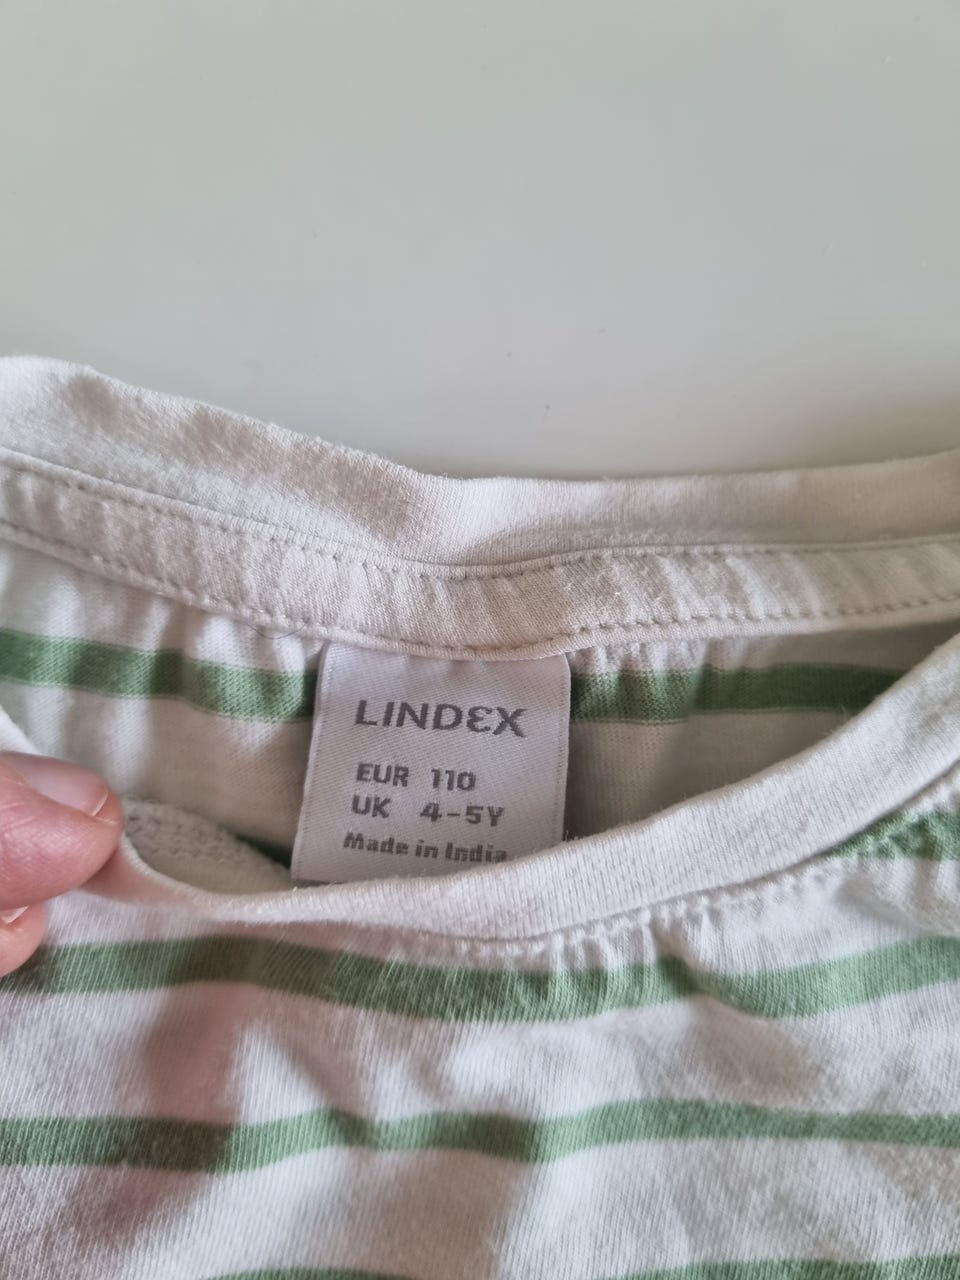 LINDEX
EUR 110
UK 4-5Y
Made in India